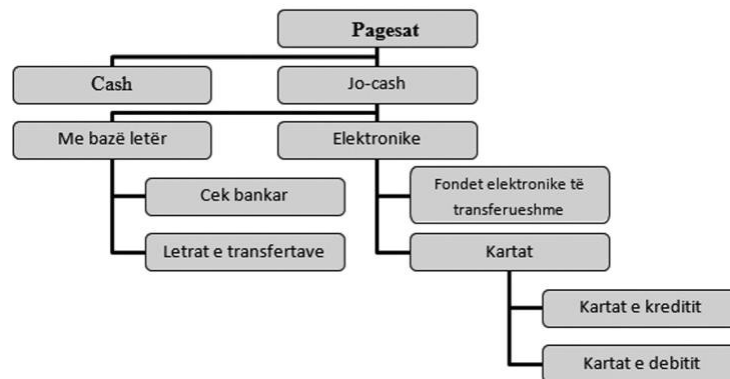 Pagesat
Cash
Jo-cash
Me bazë letër
Elektronike
Cek bankar
Fondet elektronike të
transferueshme
Letrat e transfertave
Kartat
Kartat e kreditit
Kartat e debitit